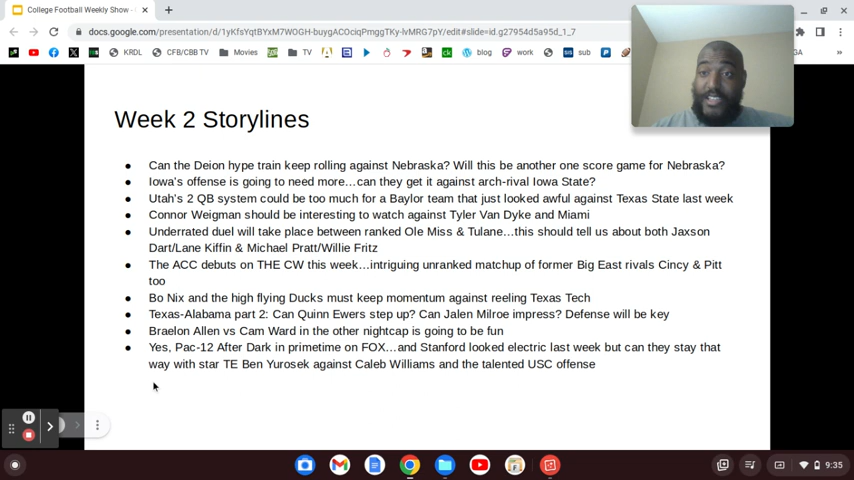 College Football Weekly Show -
docs.google.com/presentation/d/1yKfsYqtBYxM7WOGH-buygACOciqPmggTKy-lvMRG7pY/edit#slide=id.g27954d5a95d_1_7
KRDL
CFB/CBB TV
Movies
TV
blog
work
sub
GA
Week 2 Storylines
● Can the Deion hype train keep rolling against Nebraska? Will this be another one score game for Nebraska?
● Iowa's offense is going to need more…can they get it against arch-rival Iowa State?
● Utah's 2 QB system could be too much for a Baylor team that just looked awful against Texas State last week
● Connor Weigman should be interesting to watch against Tyler Van Dyke and Miami
● Underrated duel will take place between ranked Ole Miss & Tulane…this should tell us about both Jaxson
Dart/Lane Kiffin & Michael Pratt/Willie Fritz
● The ACC debuts on THE CW this week…intriguing unranked matchup of former Big East rivals Cincy & Pitt
too
● Bo Nix and the high flying Ducks must keep momentum against reeling Texas Tech
● Texas-Alabama part 2: Can Quinn Ewers step up? Can Jalen Milroe impress? Defense will be key
● Braelon Allen vs Cam Ward in the other nightcap is going to be fun
● Yes, Pac-12 After Dark in primetime on FOX…and Stanford looked electric last week but can they stay that
way with star TE Ben Yurosek against Caleb Williams and the talented USC offense
9:35